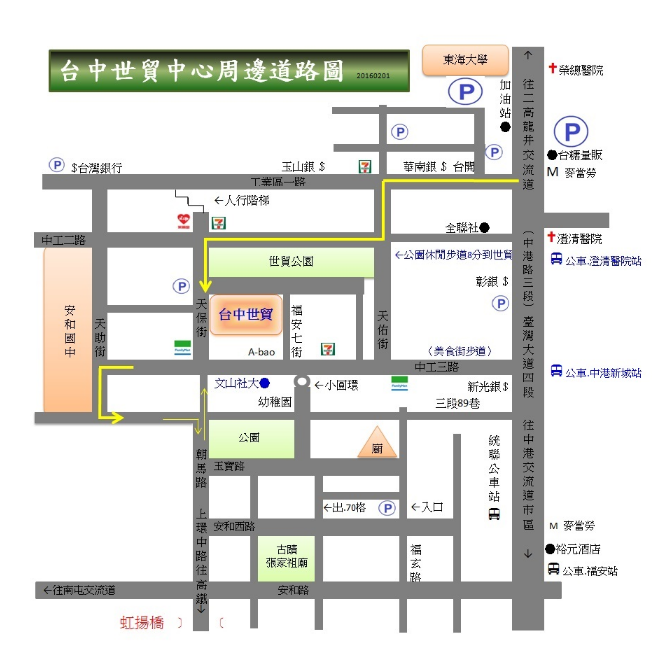 台中世貿中心周邊道路圖 20160201
東海大學
P
加油站
↑往二高龍井交流道
榮總醫院
P
P
P
台糖量販
M 麥當勞
P $台灣銀行
玉山銀 $
7
華南銀 $ 台開
工業區一路
←人行階梯
7
全聯社
中工二路
世貿公園
←公園休閒步道8分到世貿
(中港路三段)臺灣大道四段
澄清醫院
公車.澄清醫院站
彰銀 $
P
P
安和國中
天助街
天保街
台中世貿
福安七街
天佑街
A-bao
7
(美食街步道)
中工三路
公車.中港新城站
文山社大
←小圓環
新光銀$
幼稚園
三段89巷
公園
廟
朝馬路
玉寶路
統聯公車站
往中港交流道市區↓
←出.70格 P
←入口
上環中路往高鐵↓
安和西路
M 麥當勞
古蹟
張家祖廟
福玄路
裕元酒店
公車.福安站
←往南屯交流道
安和路
虹揚橋 ) (